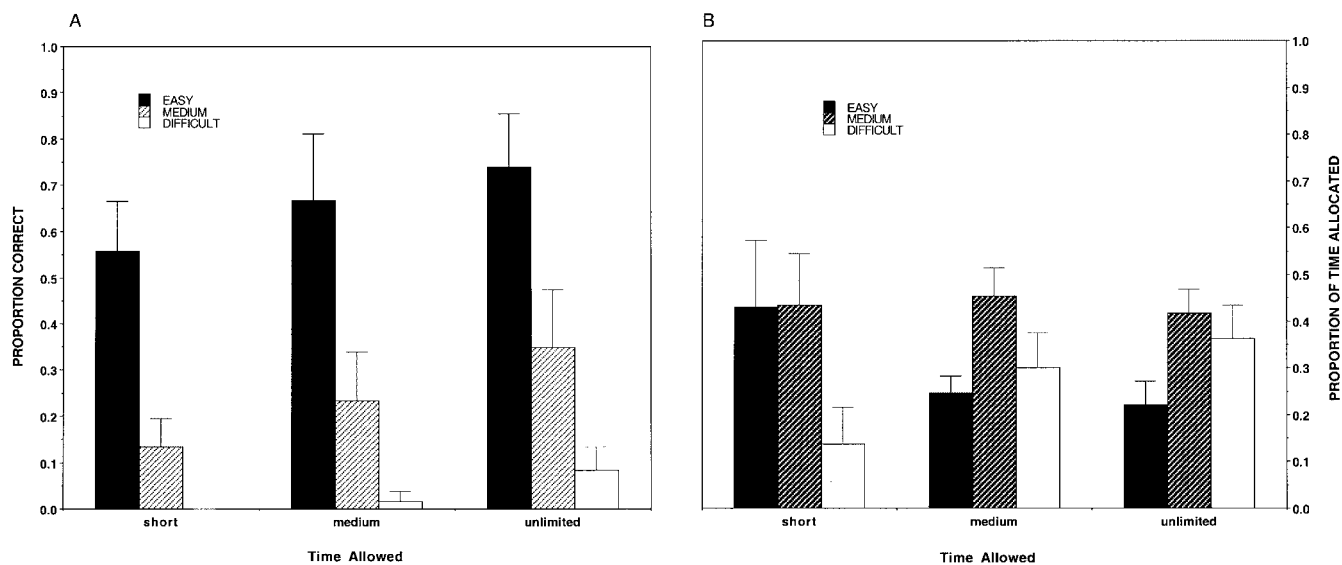 A
1.0
0.9
0.8
0.7
0.6
0.5
0.4
0.3
0.2
0.1
0.0
PROPORTION CORRECT
EASY
MEDIUM
DIFFICULT
short medium unlimited
Time Allowed
B
EASY
MEDIUM
DIFFICULT
1.0
0.9
0.8
0.7
0.6
0.5
0.4
0.3
0.2
0.1
0.0
PROPORTION OF TIME ALLOCATED
short medium unlimited
Time Allowed